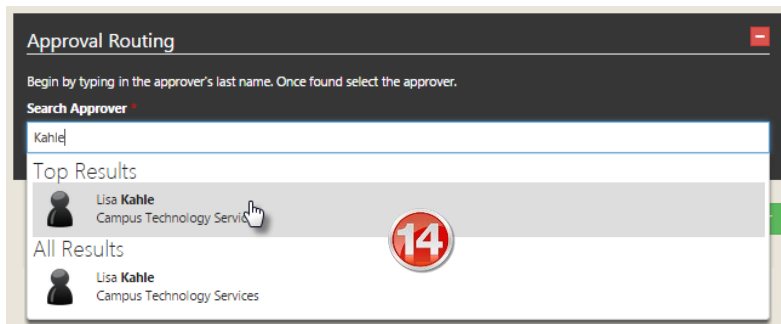 Approval Routing
Begin by typing in the approver's last name. Once found select the approver.
Search Approver *
Kahle
Top Results
Lisa Kahle
Campus Technology Servic
14
All Results
Lisa Kahle
Campus Technology Services